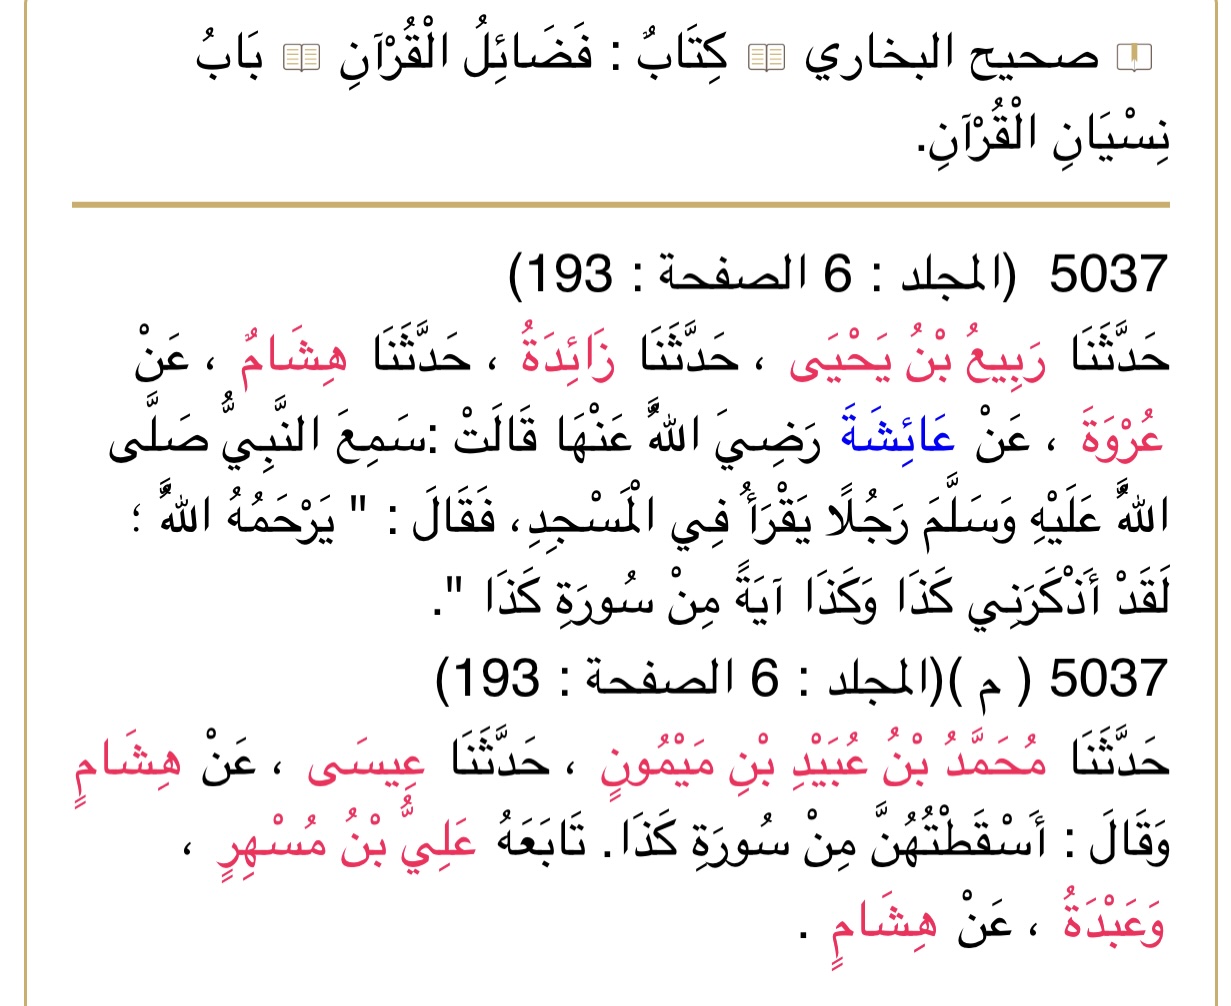 صحيح البخاري كِتَابٌ : فَضَائِلُ الْقُرْآنِ بَابُ
نِسْيَانِ الْقُرْآنِ.
5037 (المجلد : 6 الصفحة : 193)
حَدَّثَنَا رَبِيعُ بْنُ يَحْيَى ، حَدَّثَنَا زَائِدَةُ ، حَدَّثَنَا هِشَامٌ ، عَنْ
عُرْوَةَ ، عَنْ عَائِشَةَ رَضِيَ اللَّهُ عَنْهَا قَالَتْ :سَمِعَ النَّبِيُّ صَلَّى
اللَّهُ عَلَيْهِ وَسَلَّمَ رَجُلًا يَقْرَأُ فِي الْمَسْجِدِ، فَقَالَ : " يَرْحَمُهُ اللَّهُ ؛
لَقَدْ أَذْكَرَنِي كَذَا وَكَذَا آيَةً مِنْ سُورَةِ كَذَا ".
5037 ( م )(المجلد : 6 الصفحة : 193)
حَدَّثَنَا مُحَمَّدُ بْنُ عُبَيْدِ بْنِ مَيْمُونٍ ، حَدَّثَنَا عِيسَى ، عَنْ هِشَامٍ
وَقَالَ : أَسْقَطْتُهُنَّ مِنْ سُورَةِ كَذَا. تَابَعَهُ عَلِيُّ بْنُ مُسْهِرٍ ،
وَعَبْدَةُ ، عَنْ هِشَامٍ .